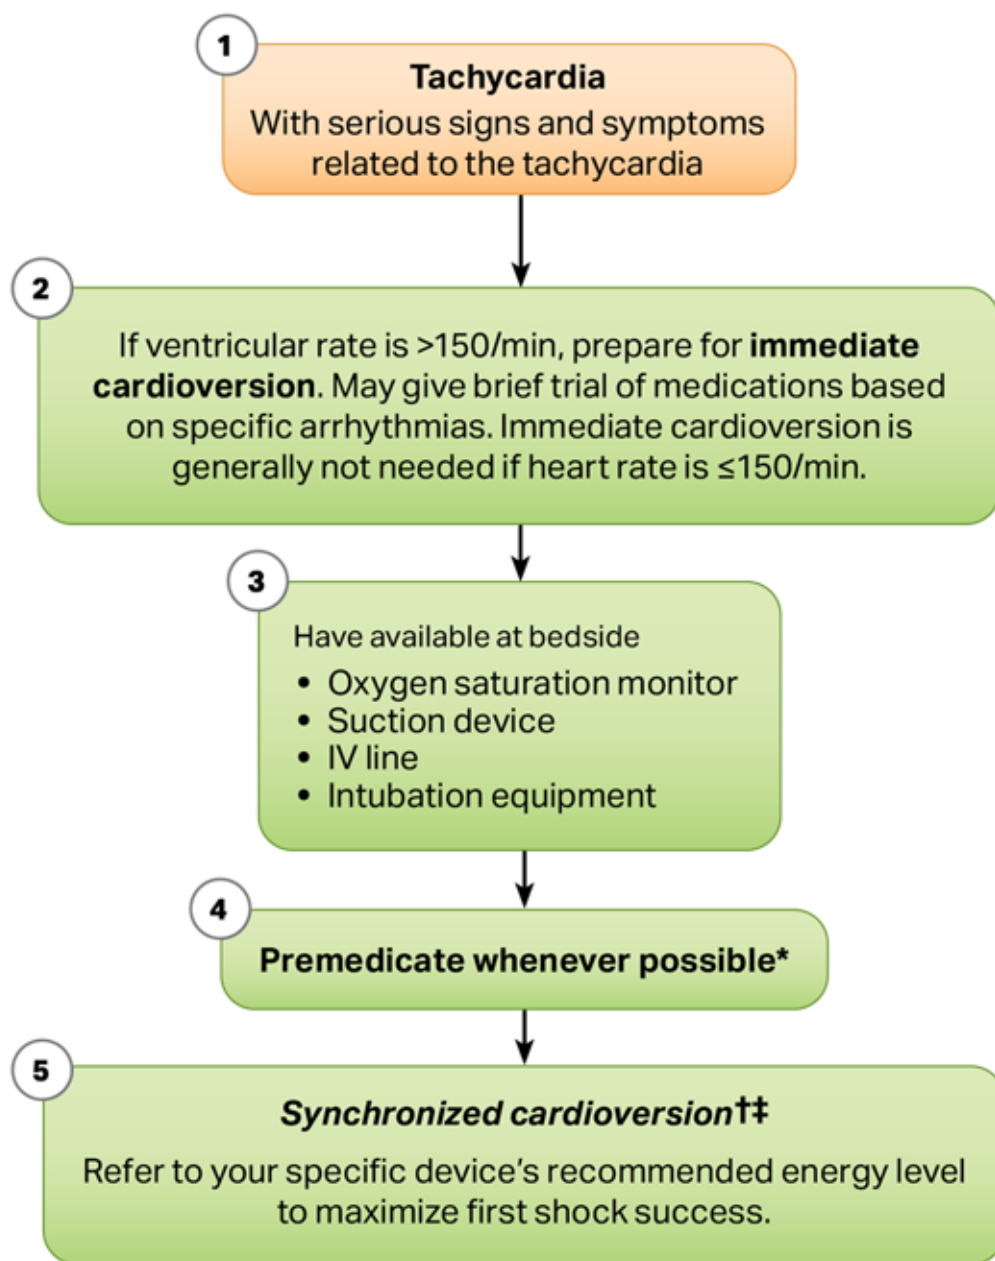 1
Tachycardia
With serious signs and symptoms
related to the tachycardia
2
If ventricular rate is >150/min, prepare for immediate
cardioversion. May give brief trial of medications based
on specific arrhythmias. Immediate cardioversion is
generally not needed if heart rate is ≤150/min.
3
Have available at bedside
• Oxygen saturation monitor
• Suction device
• IV line
• Intubation equipment
4
Premedicate whenever possible*
5
Synchronized cardioversion†‡
Refer to your specific device's recommended energy level
to maximize first shock success.